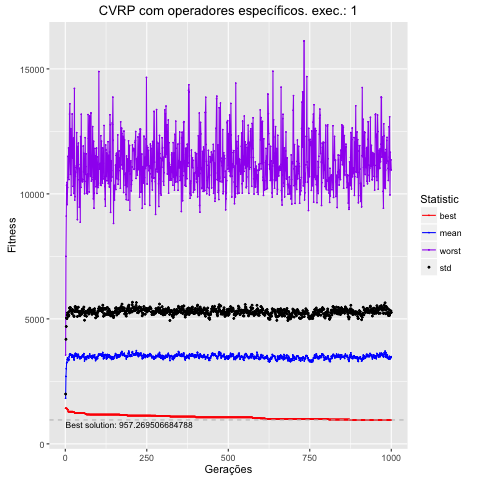 CVRP com operadores específicos. exec.: 1
15000
10000
5000
0
Fitness
Best solution: 957.269506684788
0
250
500
750
1000
Gerações
Statistic
best
mean
worst
std